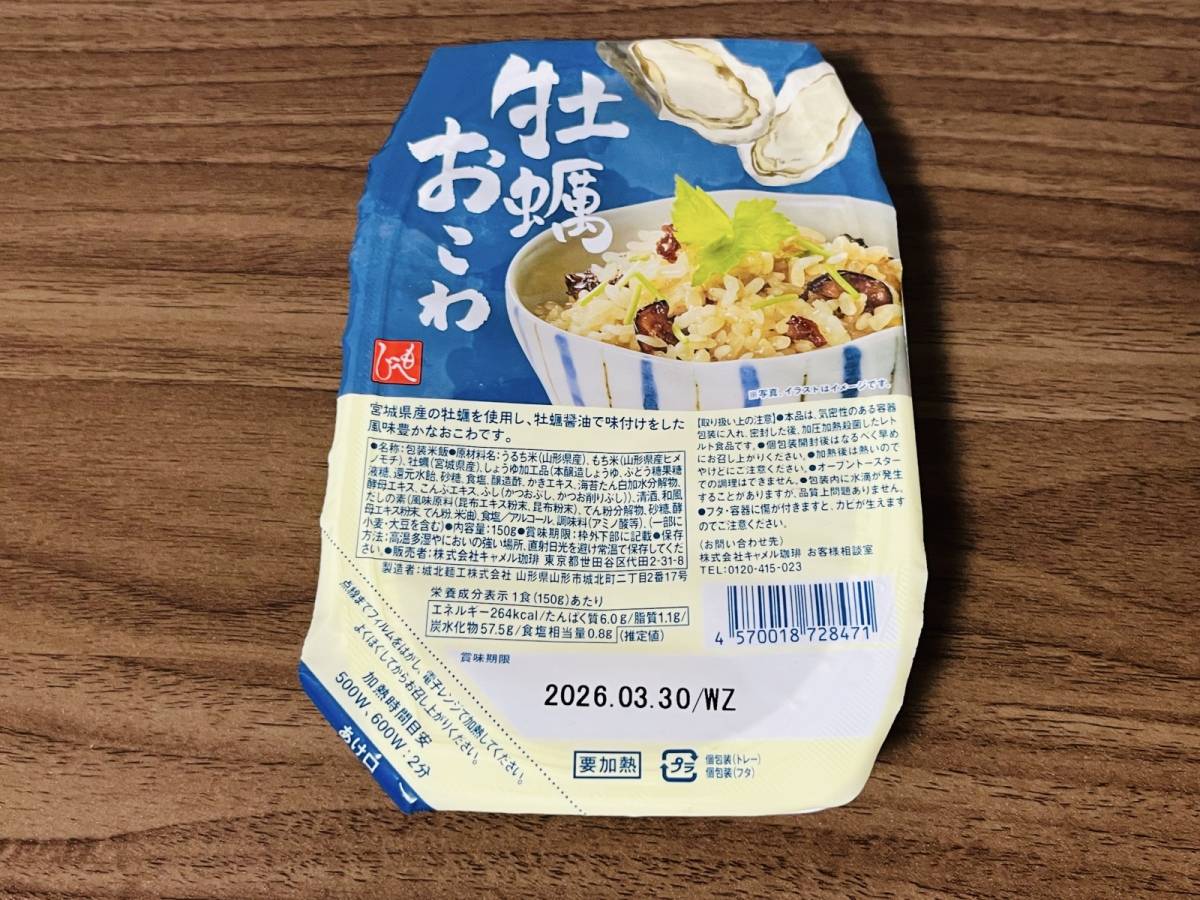 牡蠣
おこわ
もへじ
※写真、イラストはイメージです。
宮城県産の牡蠣を使用し、牡蠣醤油で味付けをした
風味豊かなおこわです。
●名称:包装米飯●原材料名:うるち米(山形県産)、もち米(山形県産ヒメ
ノモチ)、牡蠣(宮城県産)、しょうゆ加工品(本醸造しょうゆ、ぶどう糖果糖
液糖、還元水飴、砂糖、食塩、醸造酢、かきエキス、海苔たん白加水分解物、
酵母エキス、こんぶエキス、ふし(かつおぶし、かつお削りぶし))、清酒、和風
だしの素(風味原料(昆布エキス粉末、昆布粉末)、でん粉分解物、砂糖、酵
母エキス粉末、でん粉、米油)、食塩/アルコール、調味料(アミノ酸等)、(一部に
小麦・大豆を含む)●内容量:150g●賞味期限:枠外下部に記載●保存
方法:高温多湿やにおいの強い場所、直射日光を避け常温で保存してくだ
さい。●販売者:株式会社キャメル珈琲 東京都世田谷区代田2-31-8
製造者:城北麺工株式会社 山形県山形市城北町二丁目2番17号
栄養成分表示 1食(150g)あたり
エネルギー264kcal/たんぱく質6.0g/脂質1.1g/
炭水化物57.5g/食塩相当量0.8g (推定値)
【取り扱い上の注意】●本品は、気密性のある容器
包装に入れ、密封した後、加圧加熱殺菌したレト
ルト食品です。●個包装開封後はなるべく早め
にお召し上がりください。●加熱後は熱いので
やけどにご注意ください。●オーブントースター
での調理はできません。●包装内に水滴が発生
することがありますが、品質上問題ありません。
●フタ・容器に傷が付きますと、カビが生えます
のでご注意ください。
(お問い合わせ先)
株式会社キャメル珈琲 お客様相談室
TEL:0120-415-023
4 570018 728471
賞味期限
2026.03.30/WZ
点線までフィルムをはがし、電子レンジで加熱してください。
よくほぐしてからお召し上がりください。
加熱時間目安
500W、600W:2分
あけ口
要加熱
プラ
個包装(トレー)
個包装(フタ)